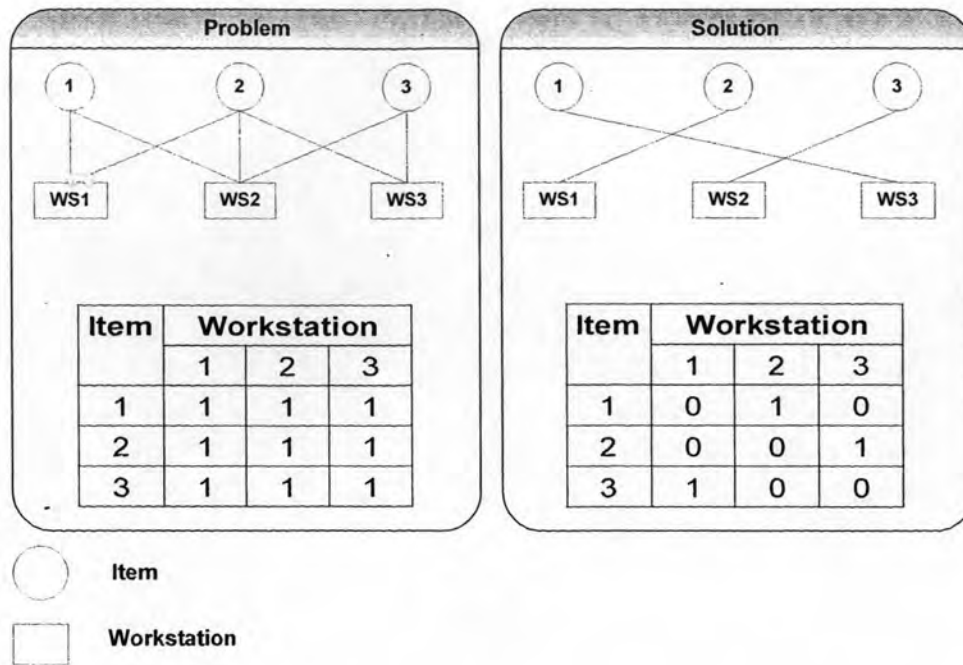 Problem
1 2 3
WS1 WS2 WS3
Item Workstation
1 2 3
1 1 1 1
2 1 1 1
3 1 1 1
Solution
1 2 3
WS1 WS2 WS3
Item Workstation
1 2 3
1 0 1 0
2 0 0 1
3 1 0 0
Item
Workstation